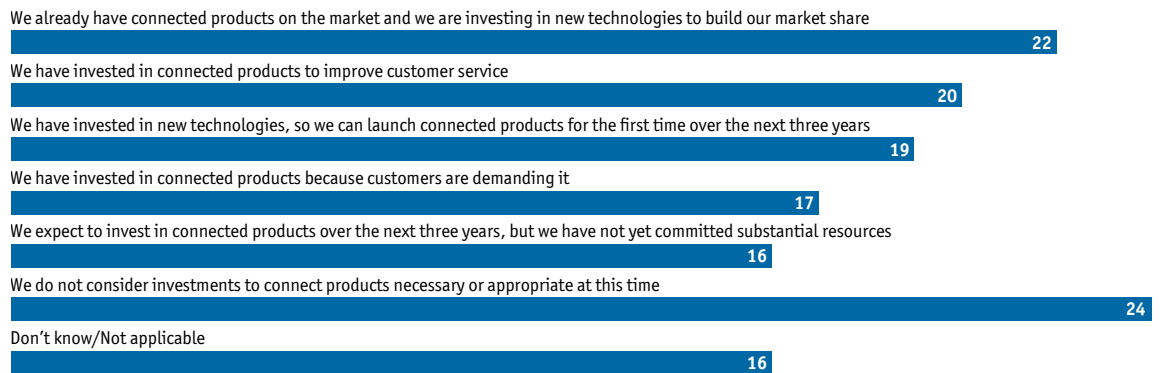 We already have connected products on the market and we are investing in new technologies to build our market share
22
We have invested in connected products to improve customer service
20
We have invested in new technologies, so we can launch connected products for the first time over the next three years
19
We have invested in connected products because customers are demanding it
17
We expect to invest in connected products over the next three years, but we have not yet committed substantial resources
16
We do not consider investments to connect products necessary or appropriate at this time
24
Don’t know/Not applicable
16